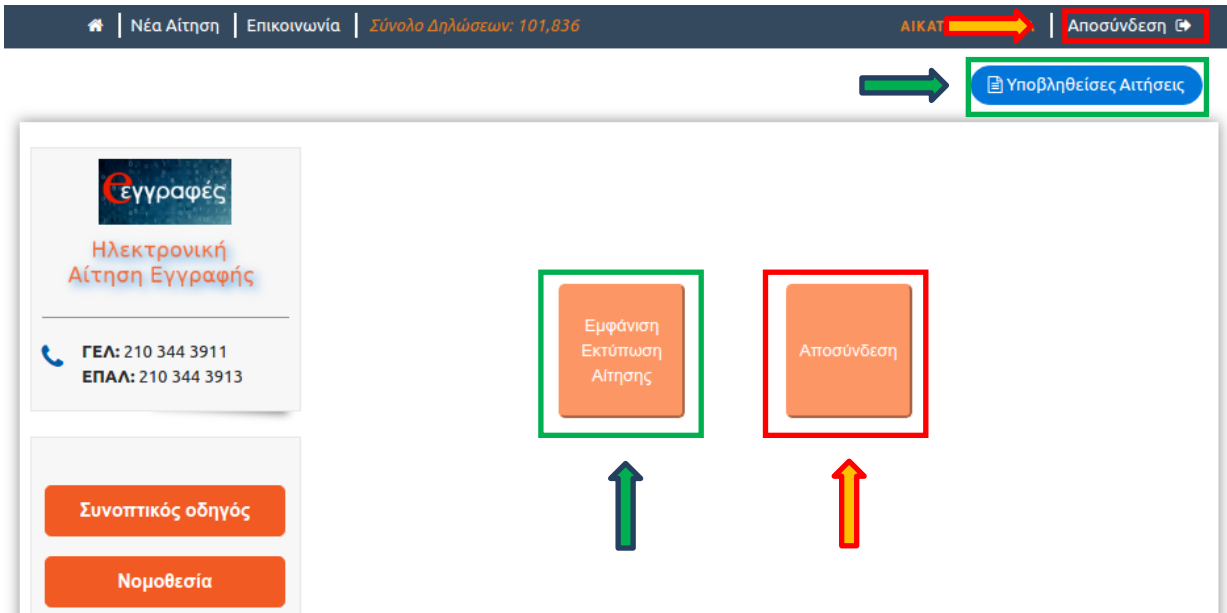 Νέα Αίτηση
Επικοινωνία
Σύνολο Δηλώσεων: 101,836
Αποσύνδεση
Υποβληθείσες Αιτήσεις
eεγγραφές
Ηλεκτρονική
Αίτηση Εγγραφής
ΓΕΛ: 210 344 3911
ΕΠΑΛ: 210 344 3913
Εμφάνιση
Εκτύπωση
Αίτησης
Αποσύνδεση
Συνοπτικός οδηγός
Νομοθεσία